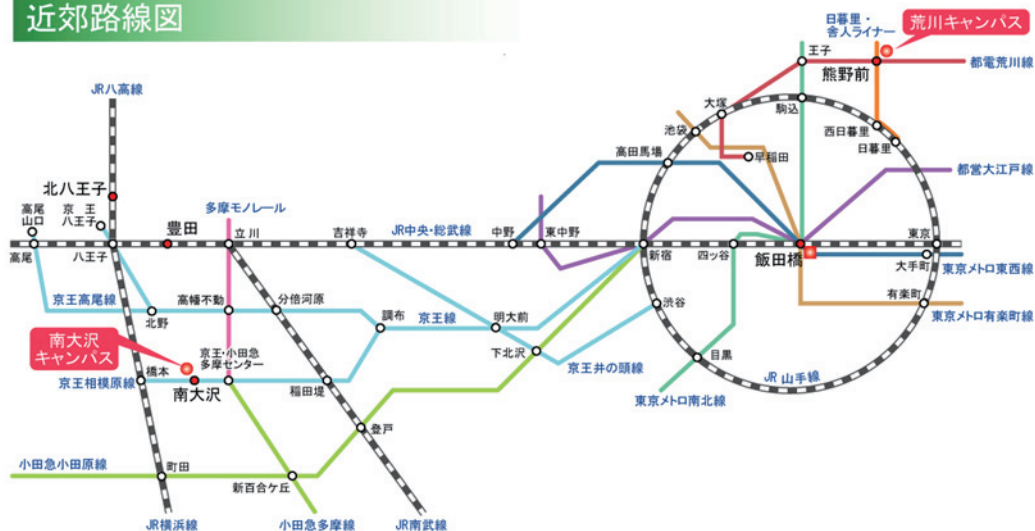 近郊路線図
日暮里・
舎人ライナー
荒川キャンパス
王子
熊野前
都電荒川線
JR八高線
大塚
駒込
池袋
西日暮里
日暮里
高田馬場
早稲田
都営大江戸線
北八王子
高尾
山口
京王
八王子
豊田
多摩モノレール
立川
吉祥寺
JR中央・総武線
中野
東中野
高尾
八王子
新宿
四ッ谷
飯田橋
東京
大手町
東京メトロ東西線
京王高尾線
北野
高幡不動
分倍河原
調布
京王線
明大前
渋谷
有楽町
東京メトロ有楽町線
南大沢
キャンパス
京王・小田急
多摩センター
下北沢
京王井の頭線
目黒
JR 山手線
京王相模原線
橋本
南大沢
稲田堤
東京メトロ南北線
登戸
小田急小田原線
町田
新百合ケ丘
JR横浜線
小田急多摩線
JR南武線